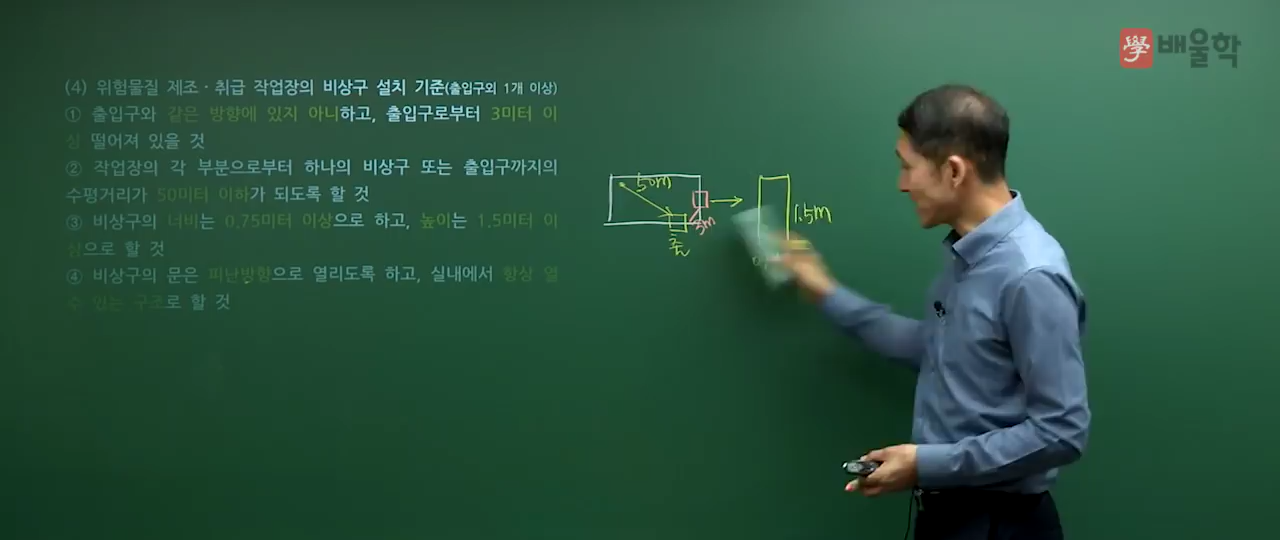 學 배울학
(4) 위험물질 제조·취급 작업장의 비상구 설치 기준(출입구외 1개 이상)
① 출입구와 같은 방향에 있지 아니하고, 출입구로부터 3미터 이
상 떨어져 있을 것
② 작업장의 각 부분으로부터 하나의 비상구 또는 출입구까지의
수평거리가 50미터 이하가 되도록 할 것
③ 비상구의 너비는 0.75미터 이상으로 하고, 높이는 1.5미터 이
상으로 할 것
④ 비상구의 문은 피난방향으로 열리도록 하고, 실내에서 항상 열
수 있는 구조로 할 것
50m
3m
출
1.5m